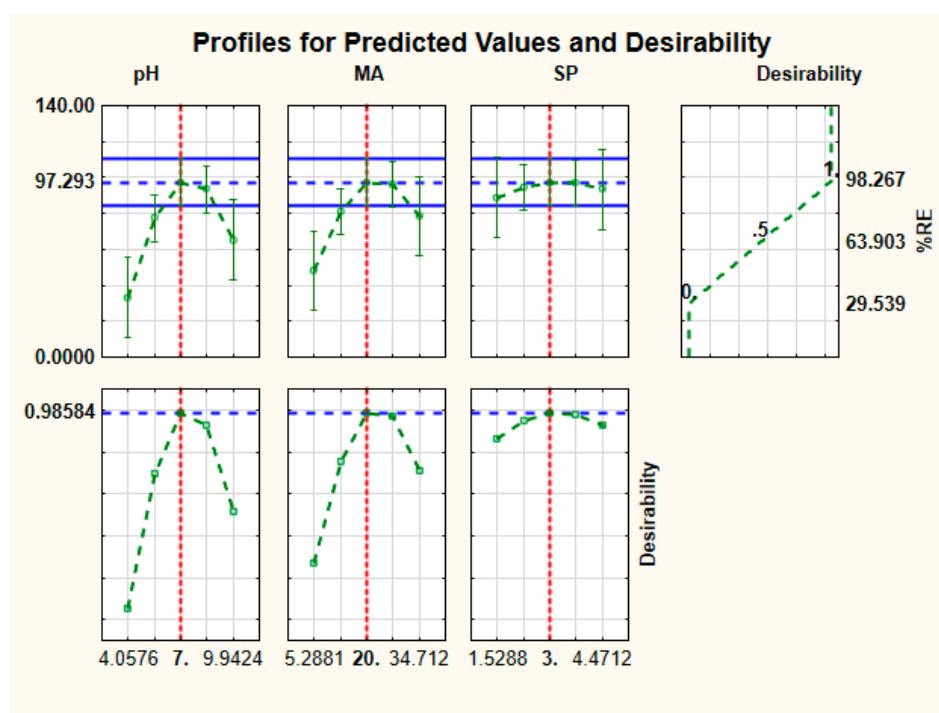 Profiles for Predicted Values and Desirability
pH MA SP Desirability
140.00
97.293
0.0000
1.
.5
0.
98.267
63.903
29.539
%RE
0.98584
Desirability
4.0576 7. 9.9424 5.2881 20. 34.712 1.5288 3. 4.4712